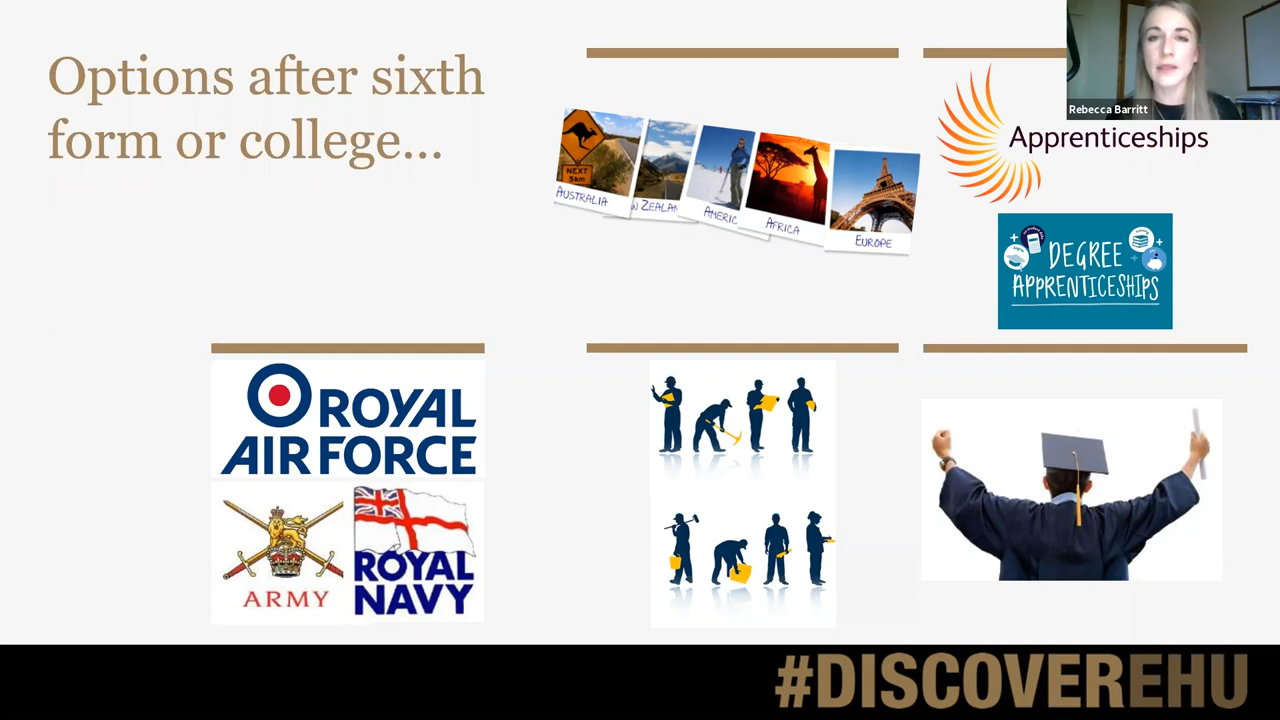 Options after sixth
form or college...
NEXT
5km
AUSTRALIA
W ZEALAN
AMERIC
AFRICA
EUROPE
Rebecca Barritt
Apprenticeships
DEGREE
APPRENTICESHIPS
ROYAL
AIR FORCE
ARMY
ROYAL
NAVY
#DISCOVEREHU